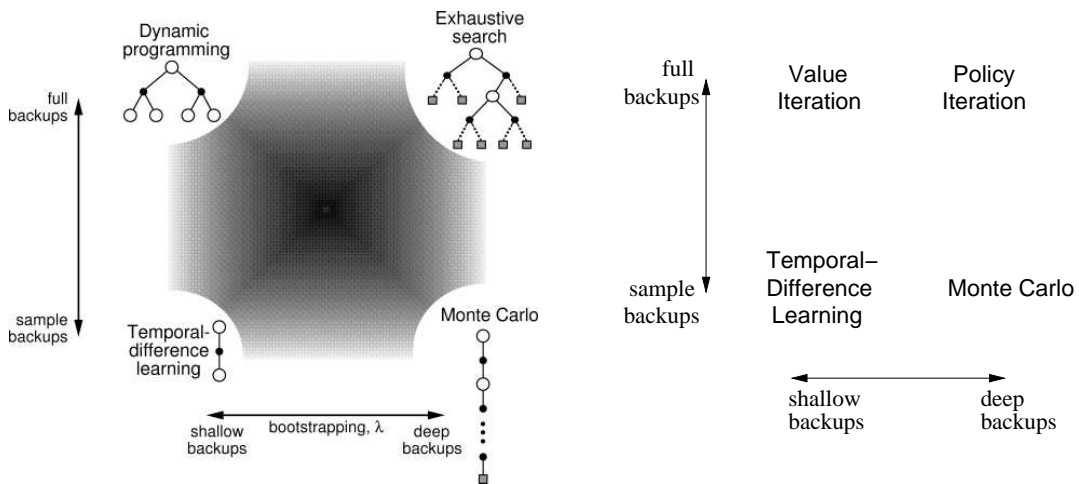 Dynamic
programming
Exhaustive
search
full
backups
sample
backups
Temporal-
difference
learning
Monte Carlo
shallow
backups
bootstrapping, λ
deep
backups
full
backups
Value
Iteration
Policy
Iteration
sample
backups
Temporal–
Difference
Learning
Monte Carlo
shallow
backups
deep
backups